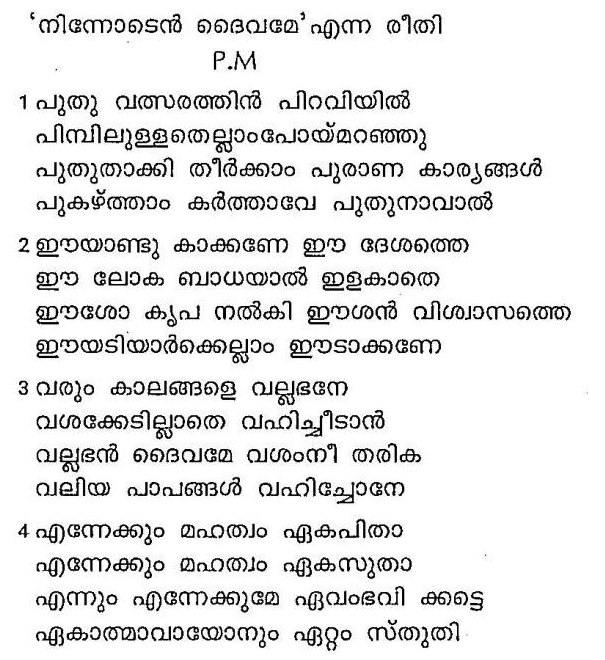 ‘നിന്നോടെൻ ദൈവമേ’ എന്ന രീതി
P.M
1 പുതു വത്സരത്തിൻ പിറവിയിൽ
പിമ്പിലുള്ളതെല്ലാംപോയ്മറഞ്ഞു
പുതുതാക്കി തീർക്കാം പുരാണ കാര്യങ്ങൾ
പുകഴ്ത്താം കർത്താവേ പുതുനാവാൽ
2 ഈയാണ്ടു കാക്കണേ ഈ ദേശത്തെ
ഈ ലോക ബാധയാൽ ഇളകാതെ
ഈശോ കൃപ നൽകി ഈശൻ വിശ്വാസത്തെ
ഈയടിയാർക്കെല്ലാം ഈടാക്കണേ
3 വരും കാലങ്ങളെ വല്ലഭനേ
വശക്കേടില്ലാതെ വഹിച്ചീടാൻ
വല്ലഭൻ ദൈവമേ വശംനീ തരിക
വലിയ പാപങ്ങൾ വഹിച്ചോനേ
4 എന്നേക്കും മഹത്വം ഏകപിതാ
എന്നേക്കും മഹത്വം ഏകസുതാ
എന്നും എന്നേക്കുമേ ഏവംഭവി ക്കട്ടെ
ഏകാത്മാവായോനും ഏറ്റം സ്തുതി